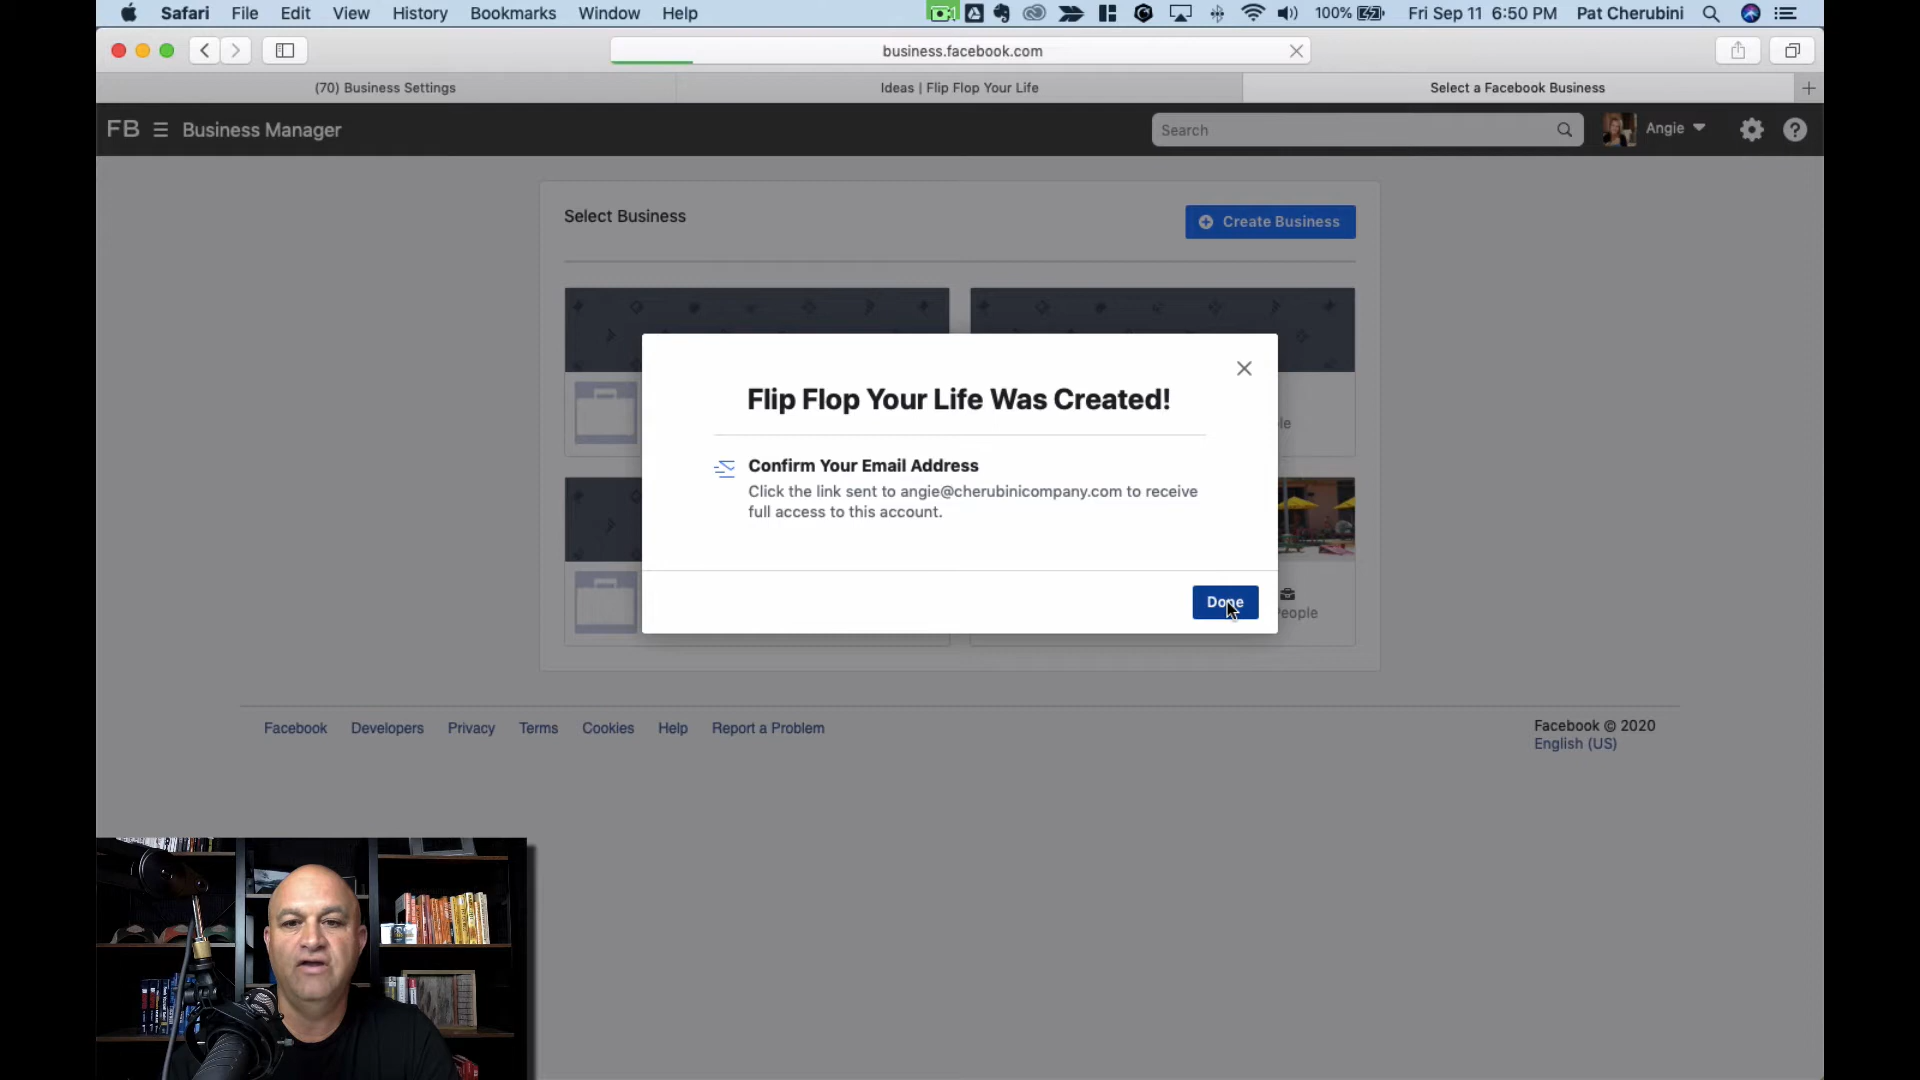 Safari File Edit View History Bookmarks Window Help 100% Fri Sep 11 6:50 PM Pat Cherubini
business.facebook.com
(70) Business Settings Ideas | Flip Flop Your Life Select a Facebook Business
FB Business Manager Search Angie
Select Business Create Business
Flip Flop Your Life Was Created!
Confirm Your Email Address
Click the link sent to angie@cherubinicompany.com to receive
full access to this account.
Done
People
Facebook Developers Privacy Terms Cookies Help Report a Problem
Facebook © 2020
English (US)